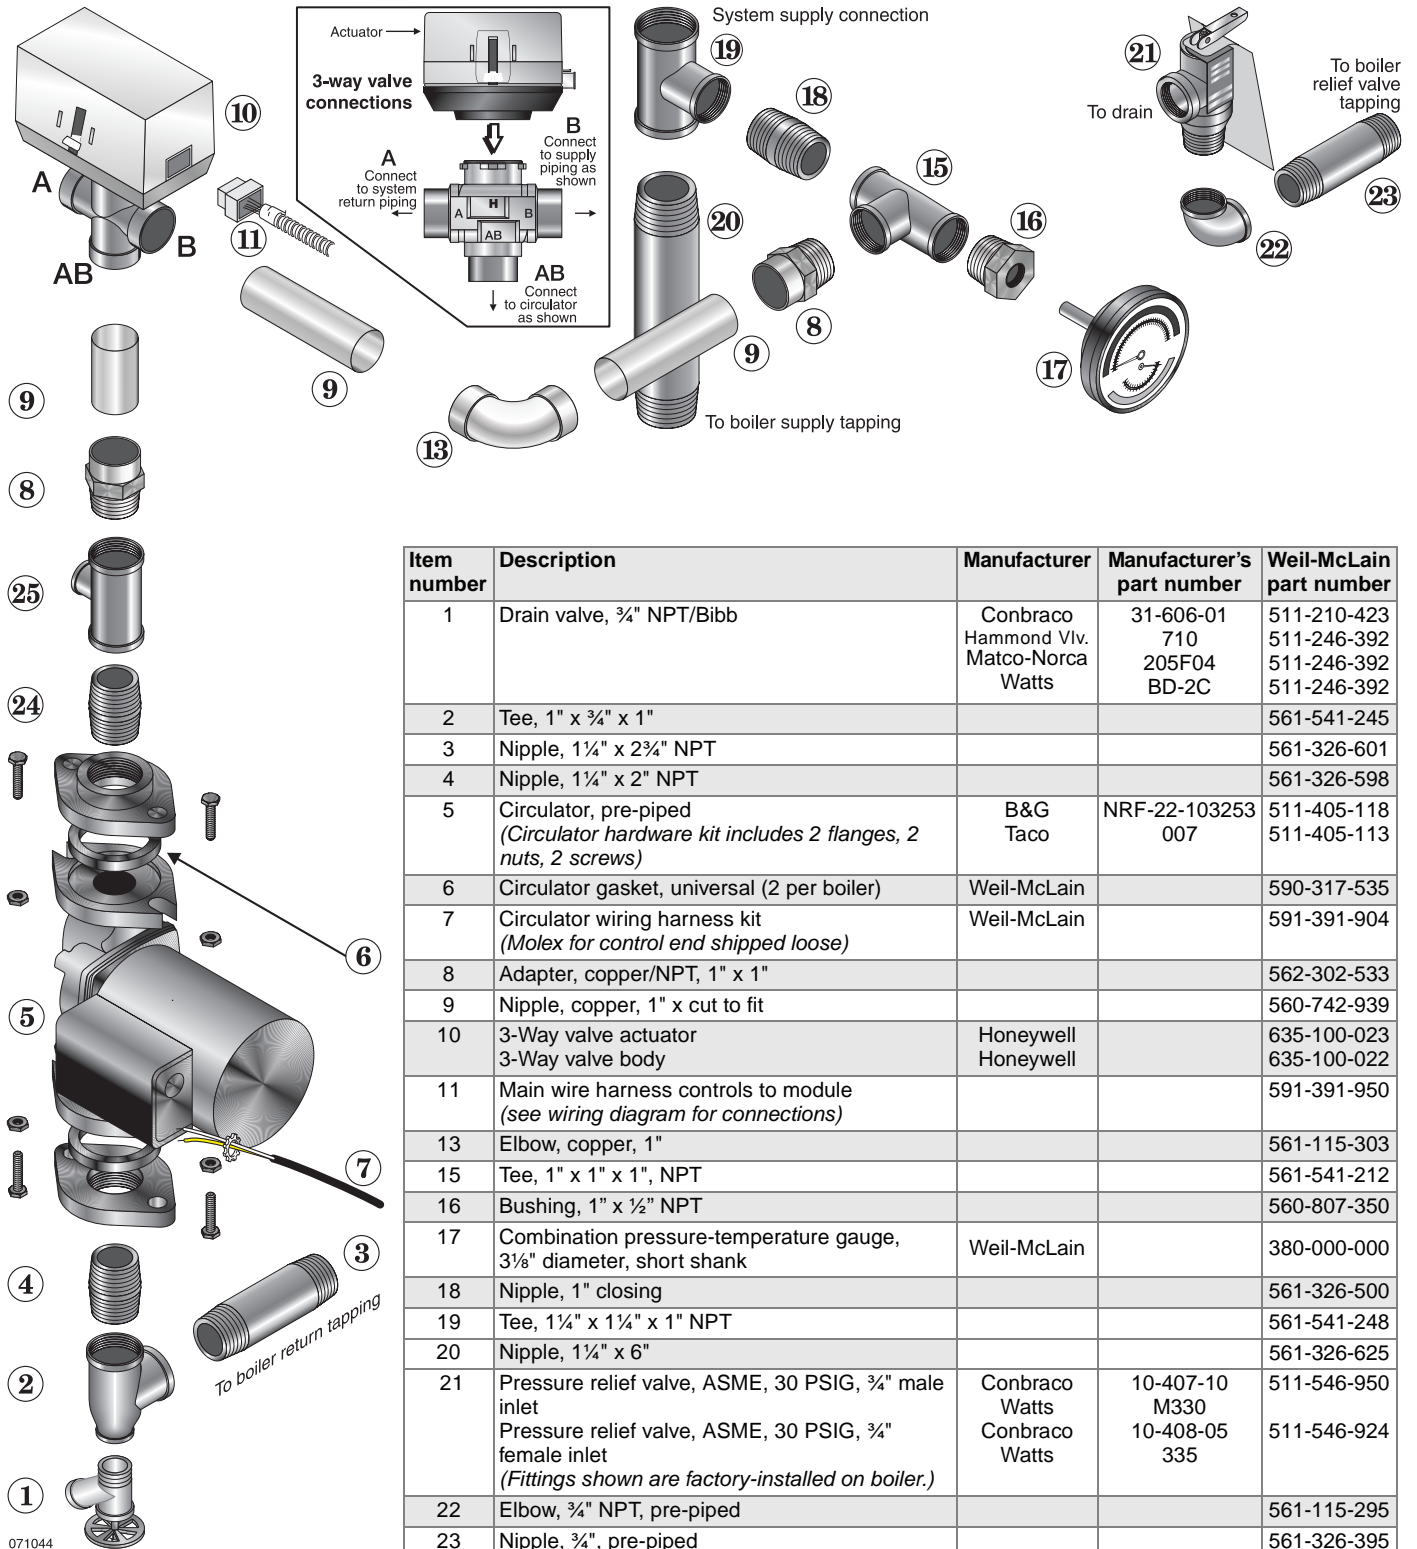 System supply connection
Actuator
3-way valve
connections
B
Connect
to supply
piping as
shown
A
Connect
to system
return piping
H
A
B
AB
AB
Connect
to circulator
as shown
10
A
B
AB
11
9
9
8
25
24
6
5
7
3
To boiler return tapping
4
2
1
071044
19
18
20
15
16
8
9
17
13
To boiler supply tapping
21
To drain
To boiler
relief valve
tapping
23
22
Item number Description Manufacturer Manufacturer's part number Weil-McLain part number
1 Drain valve, ¾" NPT/Bibb Conbraco 31-606-01 511-210-423
Hammond Vlv. 710 511-246-392
Matco-Norca 205F04 511-246-392
Watts BD-2C 511-246-392
2 Tee, 1" x ¾" x 1" 561-541-245
3 Nipple, 1¼" x 2¾" NPT 561-326-601
4 Nipple, 1¼" x 2" NPT 561-326-598
5 Circulator, pre-piped B&G NRF-22-103253 511-405-118
(Circulator hardware kit includes 2 flanges, 2 Taco 007 511-405-113
nuts, 2 screws)
6 Circulator gasket, universal (2 per boiler) Weil-McLain 590-317-535
7 Circulator wiring harness kit Weil-McLain 591-391-904
(Molex for control end shipped loose)
8 Adapter, copper/NPT, 1" x 1" 562-302-533
9 Nipple, copper, 1" x cut to fit 560-742-939
10 3-Way valve actuator Honeywell 635-100-023
3-Way valve body Honeywell 635-100-022
11 Main wire harness controls to module 591-391-950
(see wiring diagram for connections)
13 Elbow, copper, 1" 561-115-303
15 Tee, 1" x 1" x 1", NPT 561-541-212
16 Bushing, 1” x ½” NPT 560-807-350
17 Combination pressure-temperature gauge, Weil-McLain 380-000-000
3⅛" diameter, short shank
18 Nipple, 1" closing 561-326-500
19 Tee, 1¼" x 1¼" x 1" NPT 561-541-248
20 Nipple, 1¼" x 6" 561-326-625
21 Pressure relief valve, ASME, 30 PSIG, ¾" male Conbraco 10-407-10 511-546-950
inlet Watts M330
Pressure relief valve, ASME, 30 PSIG, ¾" Conbraco 10-408-05 511-546-924
female inlet Watts 335
(Fittings shown are factory-installed on boiler.)
22 Elbow, ¾" NPT, pre-piped 561-115-295
23 Nipple, ¾", pre-piped 561-326-395